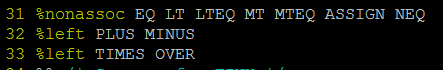 31 %nonassoc EQ LT LTEQ MT MTEQ ASSIGN NEQ
32 %left PLUS MINUS
33 %left TIMES OVER